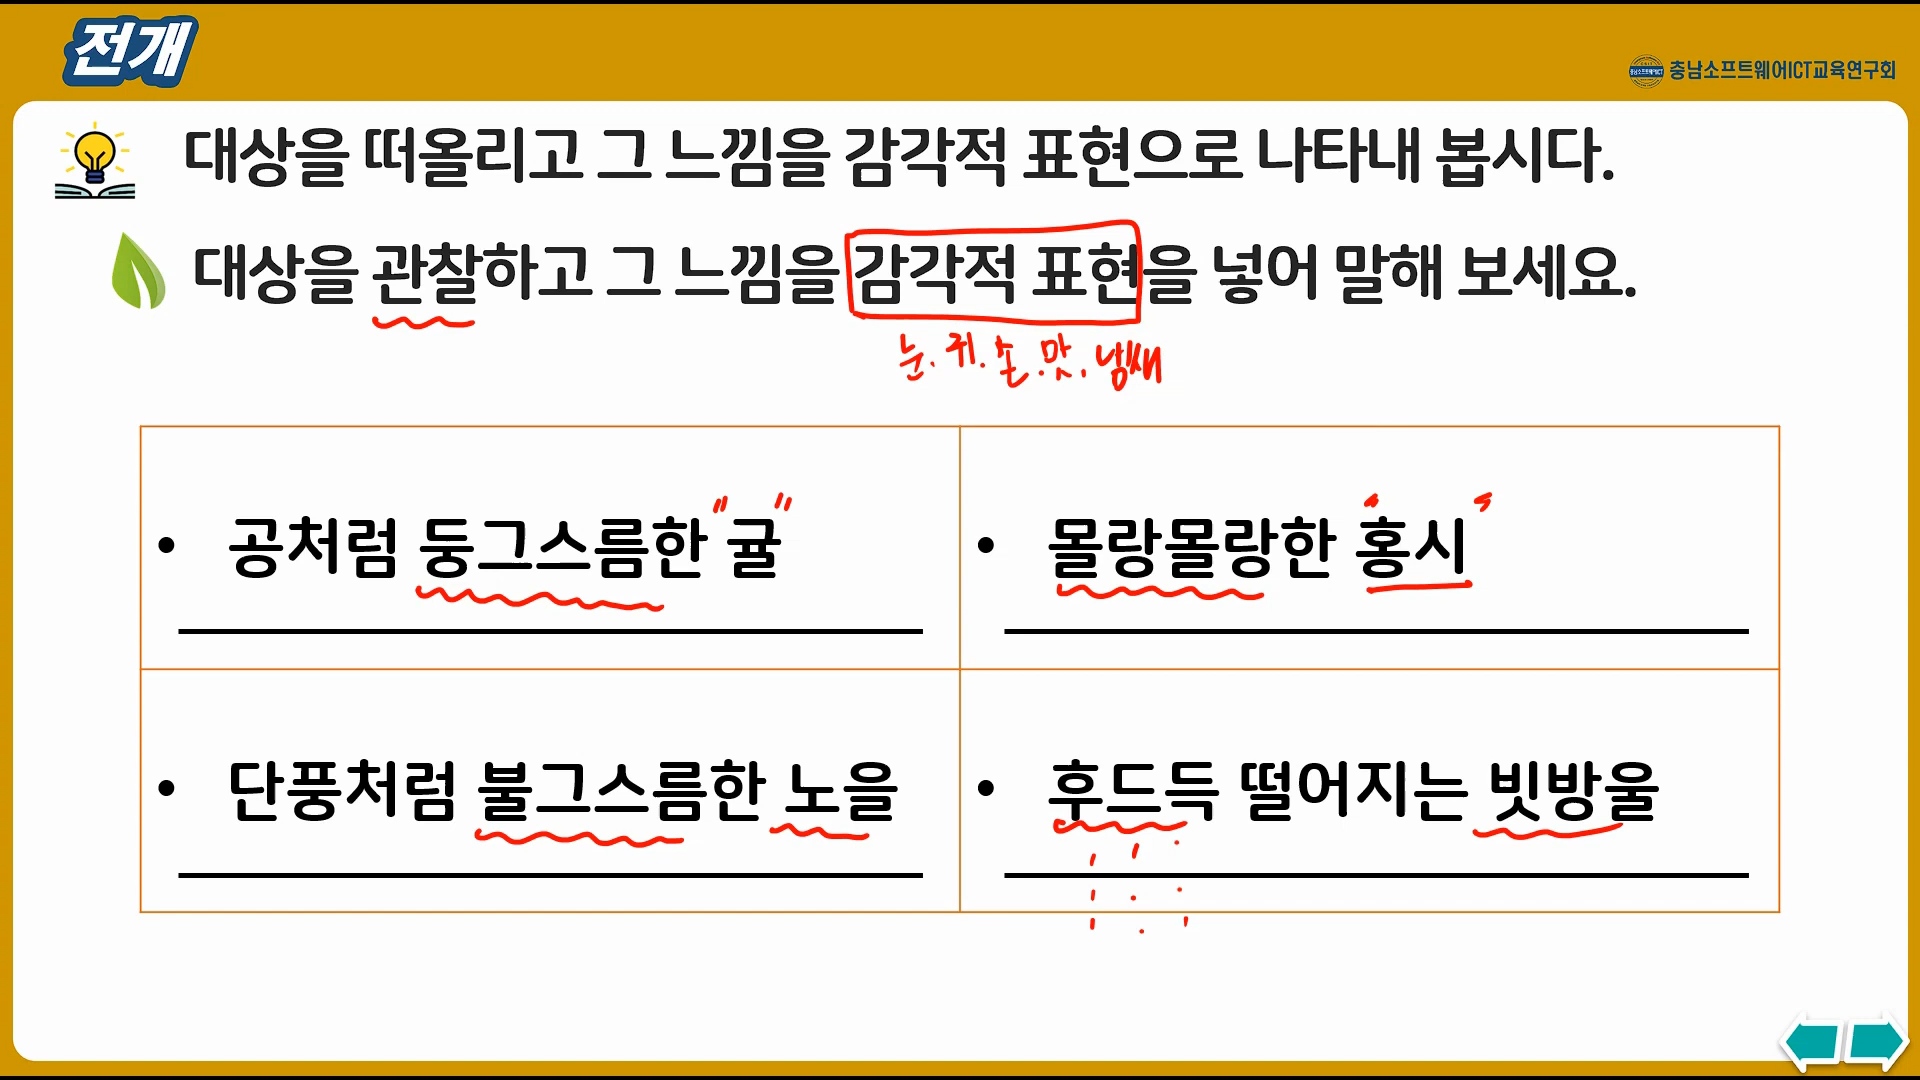 전개
충남소프트웨어ICT교육연구회
대상을 떠올리고 그 느낌을 감각적 표현으로 나타내 봅시다.
대상을 관찰하고 그 느낌을 감각적 표현을 넣어 말해 보세요.
눈. 귀. 손. 맛. 냄새
• 공처럼 둥그스름한 "귤"
• 몰랑몰랑한 "홍시"
• 단풍처럼 불그스름한 노을
• 후드득 떨어지는 빗방울